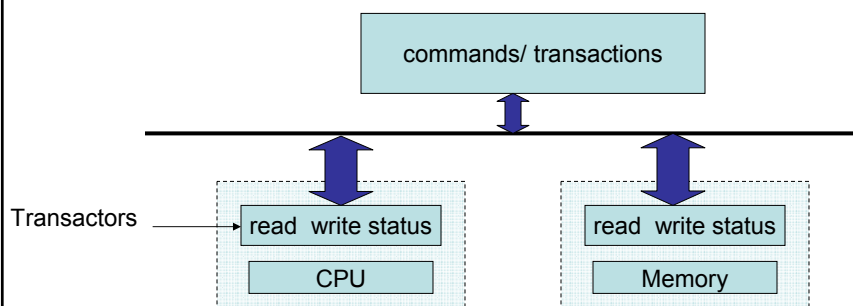 commands/ transactions
Transactors
read write status
read write status
CPU
Memory